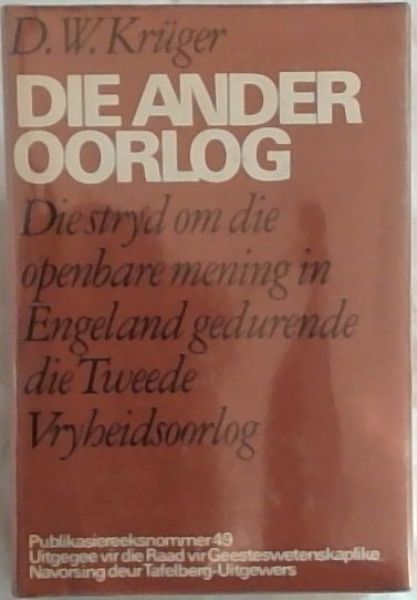 D. W. Krüger
DIE ANDER
OORLOG
Die stryd om die
openbare mening in
Engeland gedurende
die Tweede
Vryheidsoorlog
Publikasiereeksnommer 49
Uitgegee vir die Raad vir Geesteswetenskaplike
Navorsing deur Tafelberg-Uitgewers